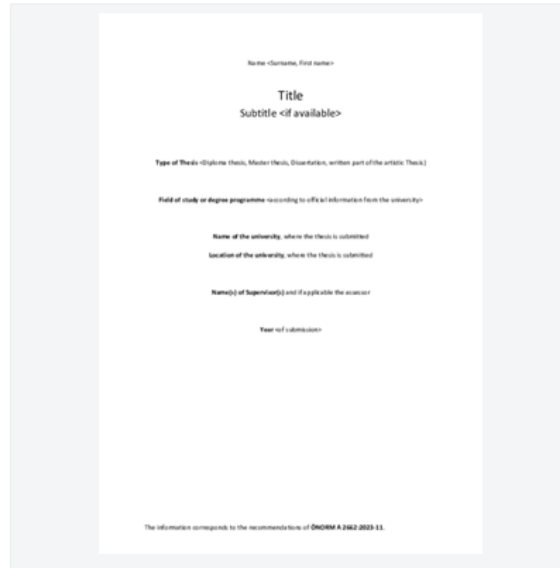 Name <Surname, First name>
Title
Subtitle <if available>
Type of Thesis <Diploma thesis, Master thesis, Dissertation, written part of the artistic Thesis)
Field of study or degree programme <according to official information from the university>
Name of the university, where the thesis is submitted
Location of the university, where the thesis is submitted
Name(s) of Supervisor(s) and if applicable the assessor
Year <of submission>
The information corresponds to the recommendations of ÖNORM A 2662:2023-11.